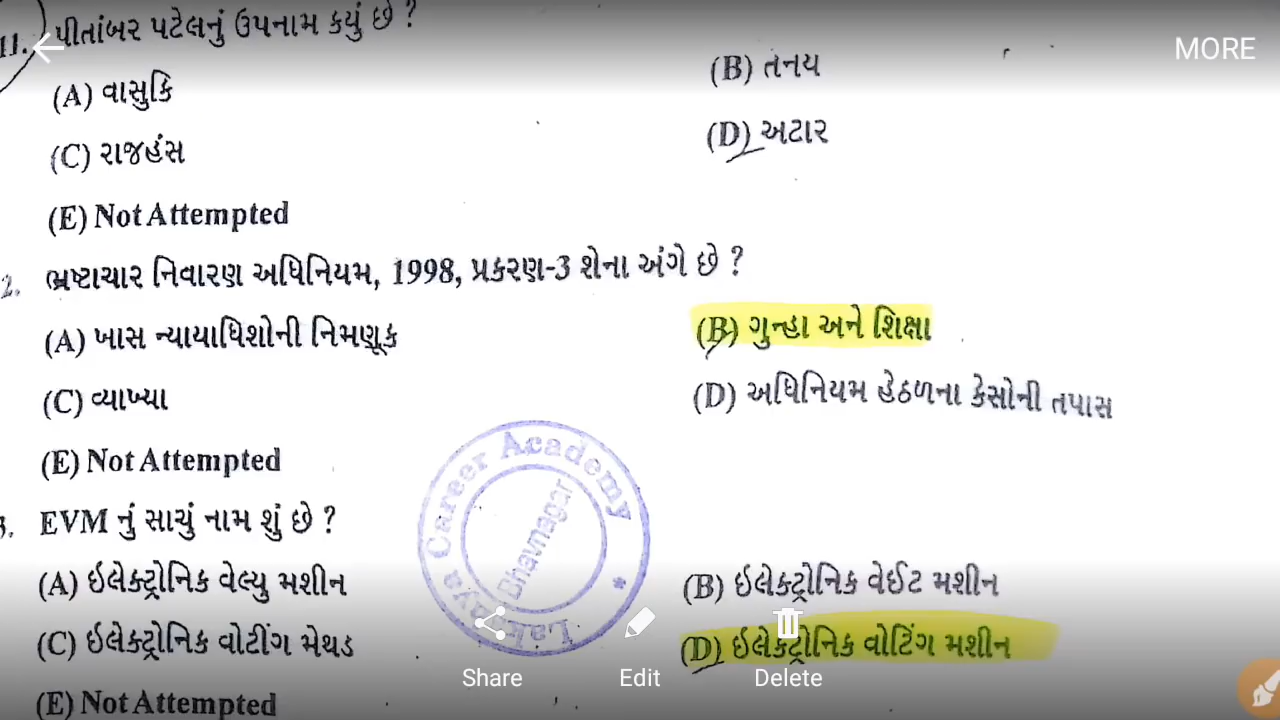 11. પીતાંબર પટેલનું ઉપનામ કયું છે ?
MORE
(A) વાસુકિ
(B) તનય
(C) રાજહંસ
(D) અટાર
(E) Not Attempted
2. ભ્રષ્ટાચાર નિવારણ અધિનિયમ, 1998, પ્રકરણ-3 શેના અંગે છે ?
(A) ખાસ ન્યાયાધિશોની નિમણૂક
(B) ગુન્હા અને શિક્ષા
(C) વ્યાખ્યા
(D) અધિનિયમ હેઠળના કેસોની તપાસ
(E) Not Attempted
3. EVM નું સાચું નામ શું છે ?
(A) ઇલેક્ટ્રોનિક વેલ્યુ મશીન
(B) ઇલેક્ટ્રોનિક વેઈટ મશીન
(C) ઇલેક્ટ્રોનિક વોટીંગ મેથડ
(D) ઇલેક્ટ્રોનિક વોટિંગ મશીન
(E) Not Attempted
Lakshya Career Academy
Bhavnagar
Share
Edit
Delete